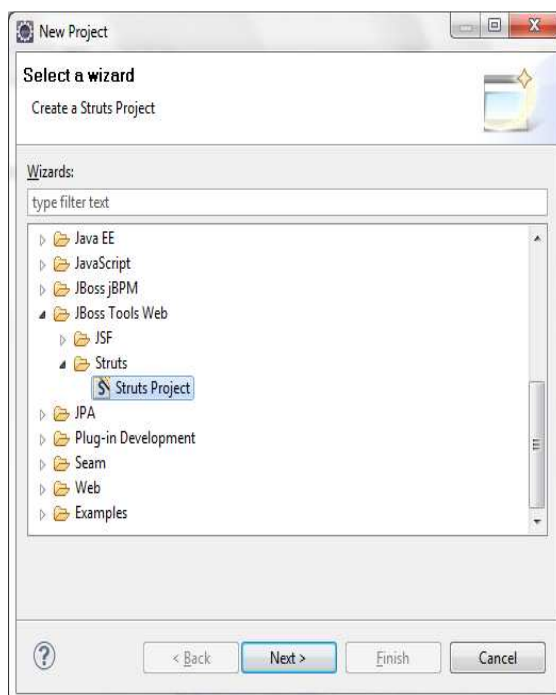 New Project
Select a wizard
Create a Struts Project
Wizards:
type filter text
Java EE
JavaScript
JBoss jBPM
JBoss Tools Web
JSF
Struts
Struts Project
JPA
Plug-in Development
Seam
Web
Examples
< Back Next > Finish Cancel